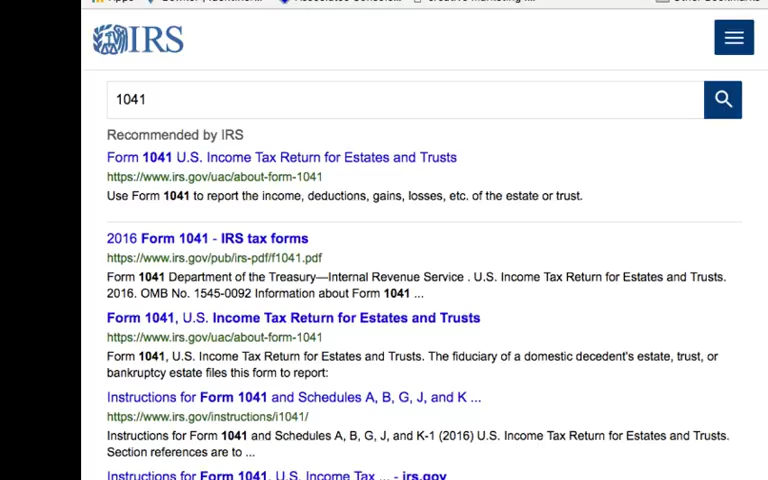 IRS
1041
Recommended by IRS
Form 1041 U.S. Income Tax Return for Estates and Trusts
https://www.irs.gov/uac/about-form-1041
Use Form 1041 to report the income, deductions, gains, losses, etc. of the estate or trust.
2016 Form 1041 - IRS tax forms
https://www.irs.gov/pub/irs-pdf/f1041.pdf
Form 1041 Department of the Treasury—Internal Revenue Service . U.S. Income Tax Return for Estates and Trusts.
2016. OMB No. 1545-0092 Information about Form 1041 ...
Form 1041, U.S. Income Tax Return for Estates and Trusts
https://www.irs.gov/uac/about-form-1041
Form 1041, U.S. Income Tax Return for Estates and Trusts. The fiduciary of a domestic decedent's estate, trust, or
bankruptcy estate files this form to report:
Instructions for Form 1041 and Schedules A, B, G, J, and K ...
https://www.irs.gov/instructions/i1041/
Instructions for Form 1041 and Schedules A, B, G, J, and K-1 (2016) U.S. Income Tax Return for Estates and Trusts.
Section references are to ...
Instructions for Form 1041, U.S. Income Tax ... - irs.gov